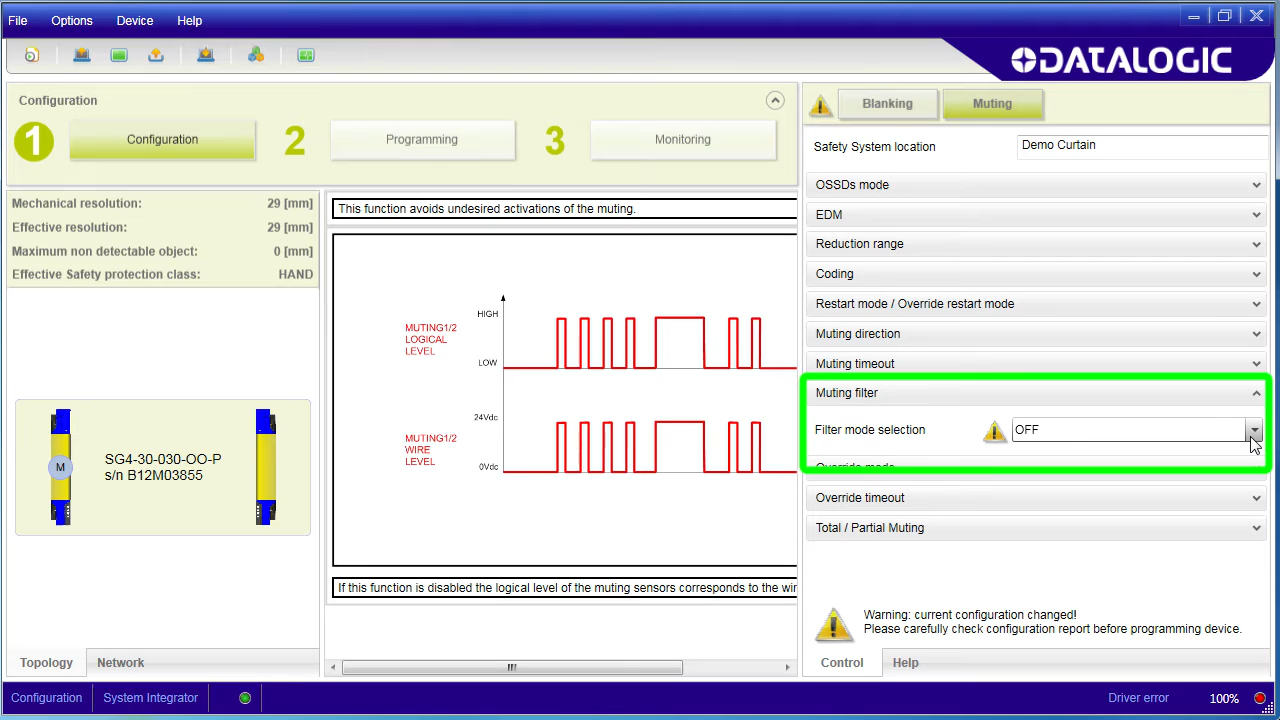 File Options Device Help
DATALOGIC
Configuration
1 Configuration 2 Programming 3 Monitoring
Mechanical resolution: 29 [mm]
Effective resolution: 29 [mm]
Maximum non detectable object: 0 [mm]
Effective Safety protection class: HAND
M
SG4-30-030-OO-P
s/n B12M03855
Topology Network
This function avoids undesired activations of the muting.
HIGH
MUTING1/2
LOGICAL
LEVEL
LOW
24Vdc
MUTING1/2
WIRE
LEVEL
0Vdc
If this function is disabled the logical level of the muting sensors corresponds to the wir
Blanking Muting
Safety System location Demo Curtain
OSSDs mode
EDM
Reduction range
Coding
Restart mode / Override restart mode
Muting direction
Muting timeout
Muting filter
Filter mode selection OFF
Override mode
Override timeout
Total / Partial Muting
Warning: current configuration changed!
Please carefully check configuration report before programming device.
Control Help
Configuration System Integrator Driver error 100%